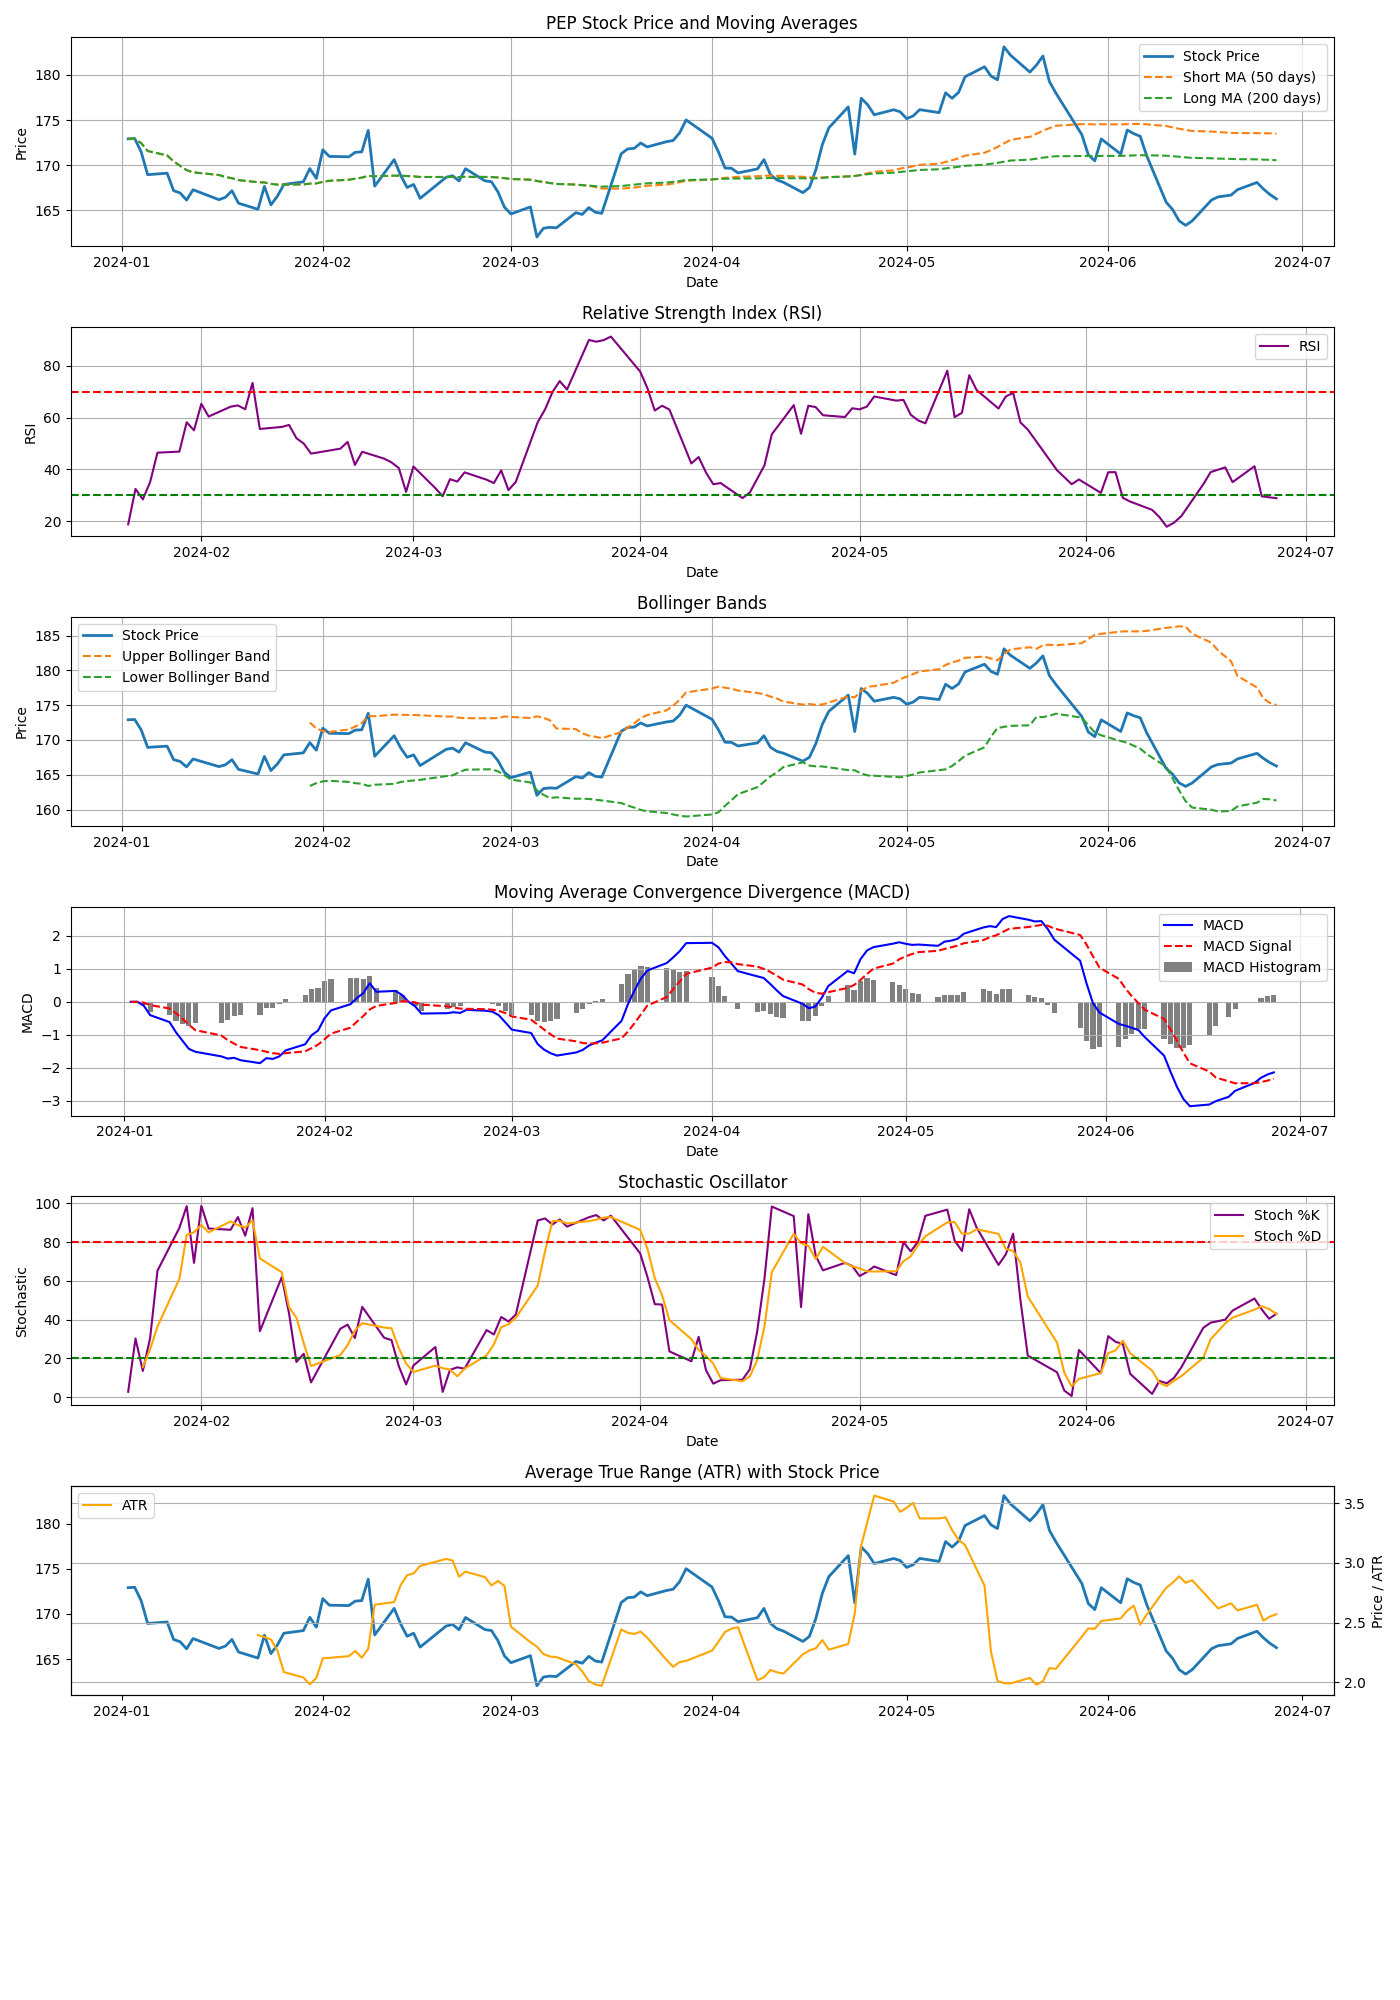 PEP Stock Price and Moving Averages
Price
180
175
170
165
Stock Price
Short MA (50 days)
Long MA (200 days)
2024-01 2024-02 2024-03 2024-04 2024-05 2024-06 2024-07
Date
Relative Strength Index (RSI)
RSI
80
60
40
20
RSI
2024-02 2024-03 2024-04 2024-05 2024-06 2024-07
Date
Bollinger Bands
Price
185
180
175
170
165
160
Stock Price
Upper Bollinger Band
Lower Bollinger Band
2024-01 2024-02 2024-03 2024-04 2024-05 2024-06 2024-07
Date
Moving Average Convergence Divergence (MACD)
MACD
2
1
0
−1
−2
−3
MACD
MACD Signal
MACD Histogram
2024-01 2024-02 2024-03 2024-04 2024-05 2024-06 2024-07
Date
Stochastic Oscillator
Stochastic
100
80
60
40
20
0
Stoch %K
Stoch %D
2024-02 2024-03 2024-04 2024-05 2024-06 2024-07
Date
Average True Range (ATR) with Stock Price
180
175
170
165
ATR
3.5
3.0
2.5
2.0
Price / ATR
2024-01 2024-02 2024-03 2024-04 2024-05 2024-06 2024-07